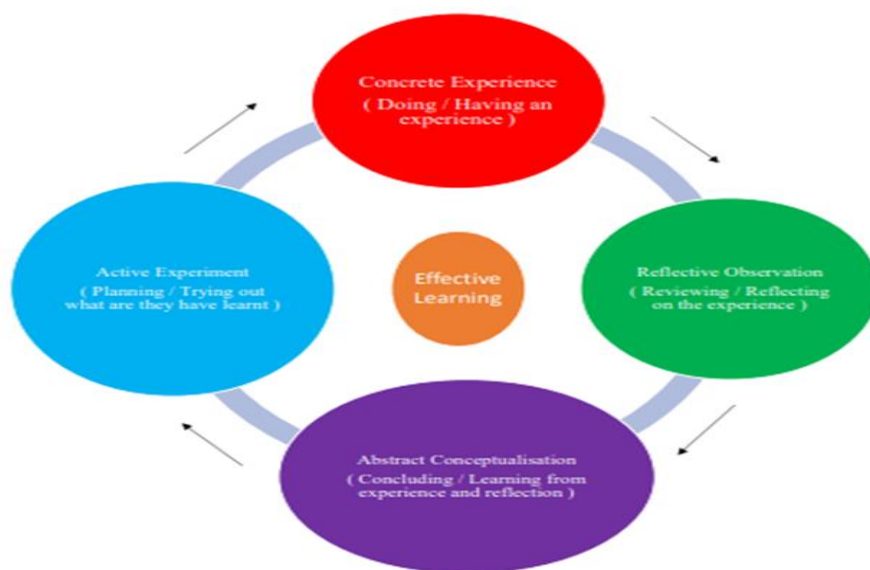 Concrete Experience
( Doing / Having an
experience )
Active Experiment
( Planning / Trying out
what are they have learnt )
Effective
Learning
Reflective Observation
( Reviewing / Reflecting
on the experience )
Abstract Conceptualisation
( Concluding / Learning from
experience and reflection )